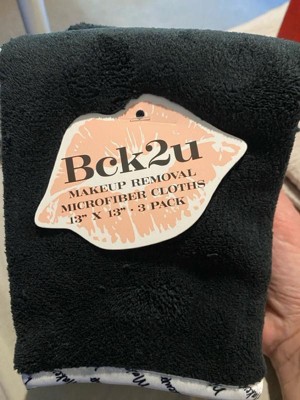 Bck2u
MAKEUP REMOVAL
MICROFIBER CLOTHS
13" X 13" · 3 PACK